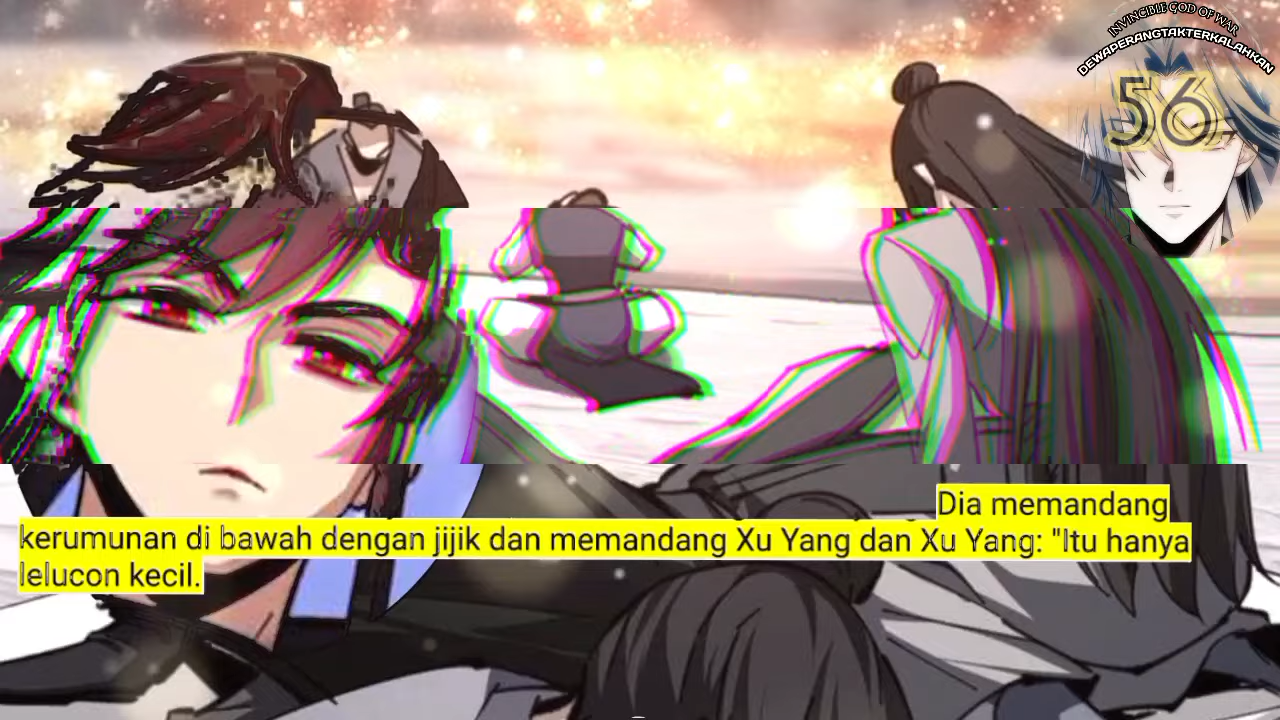 INVINCIBLE GOD OF WAR
DEWAPERANGTAKTERKALAHKAN
56
Dia memandang
kerumunan di bawah dengan jijik dan memandang Xu Yang dan Xu Yang: "Itu hanya
lelucon kecil.